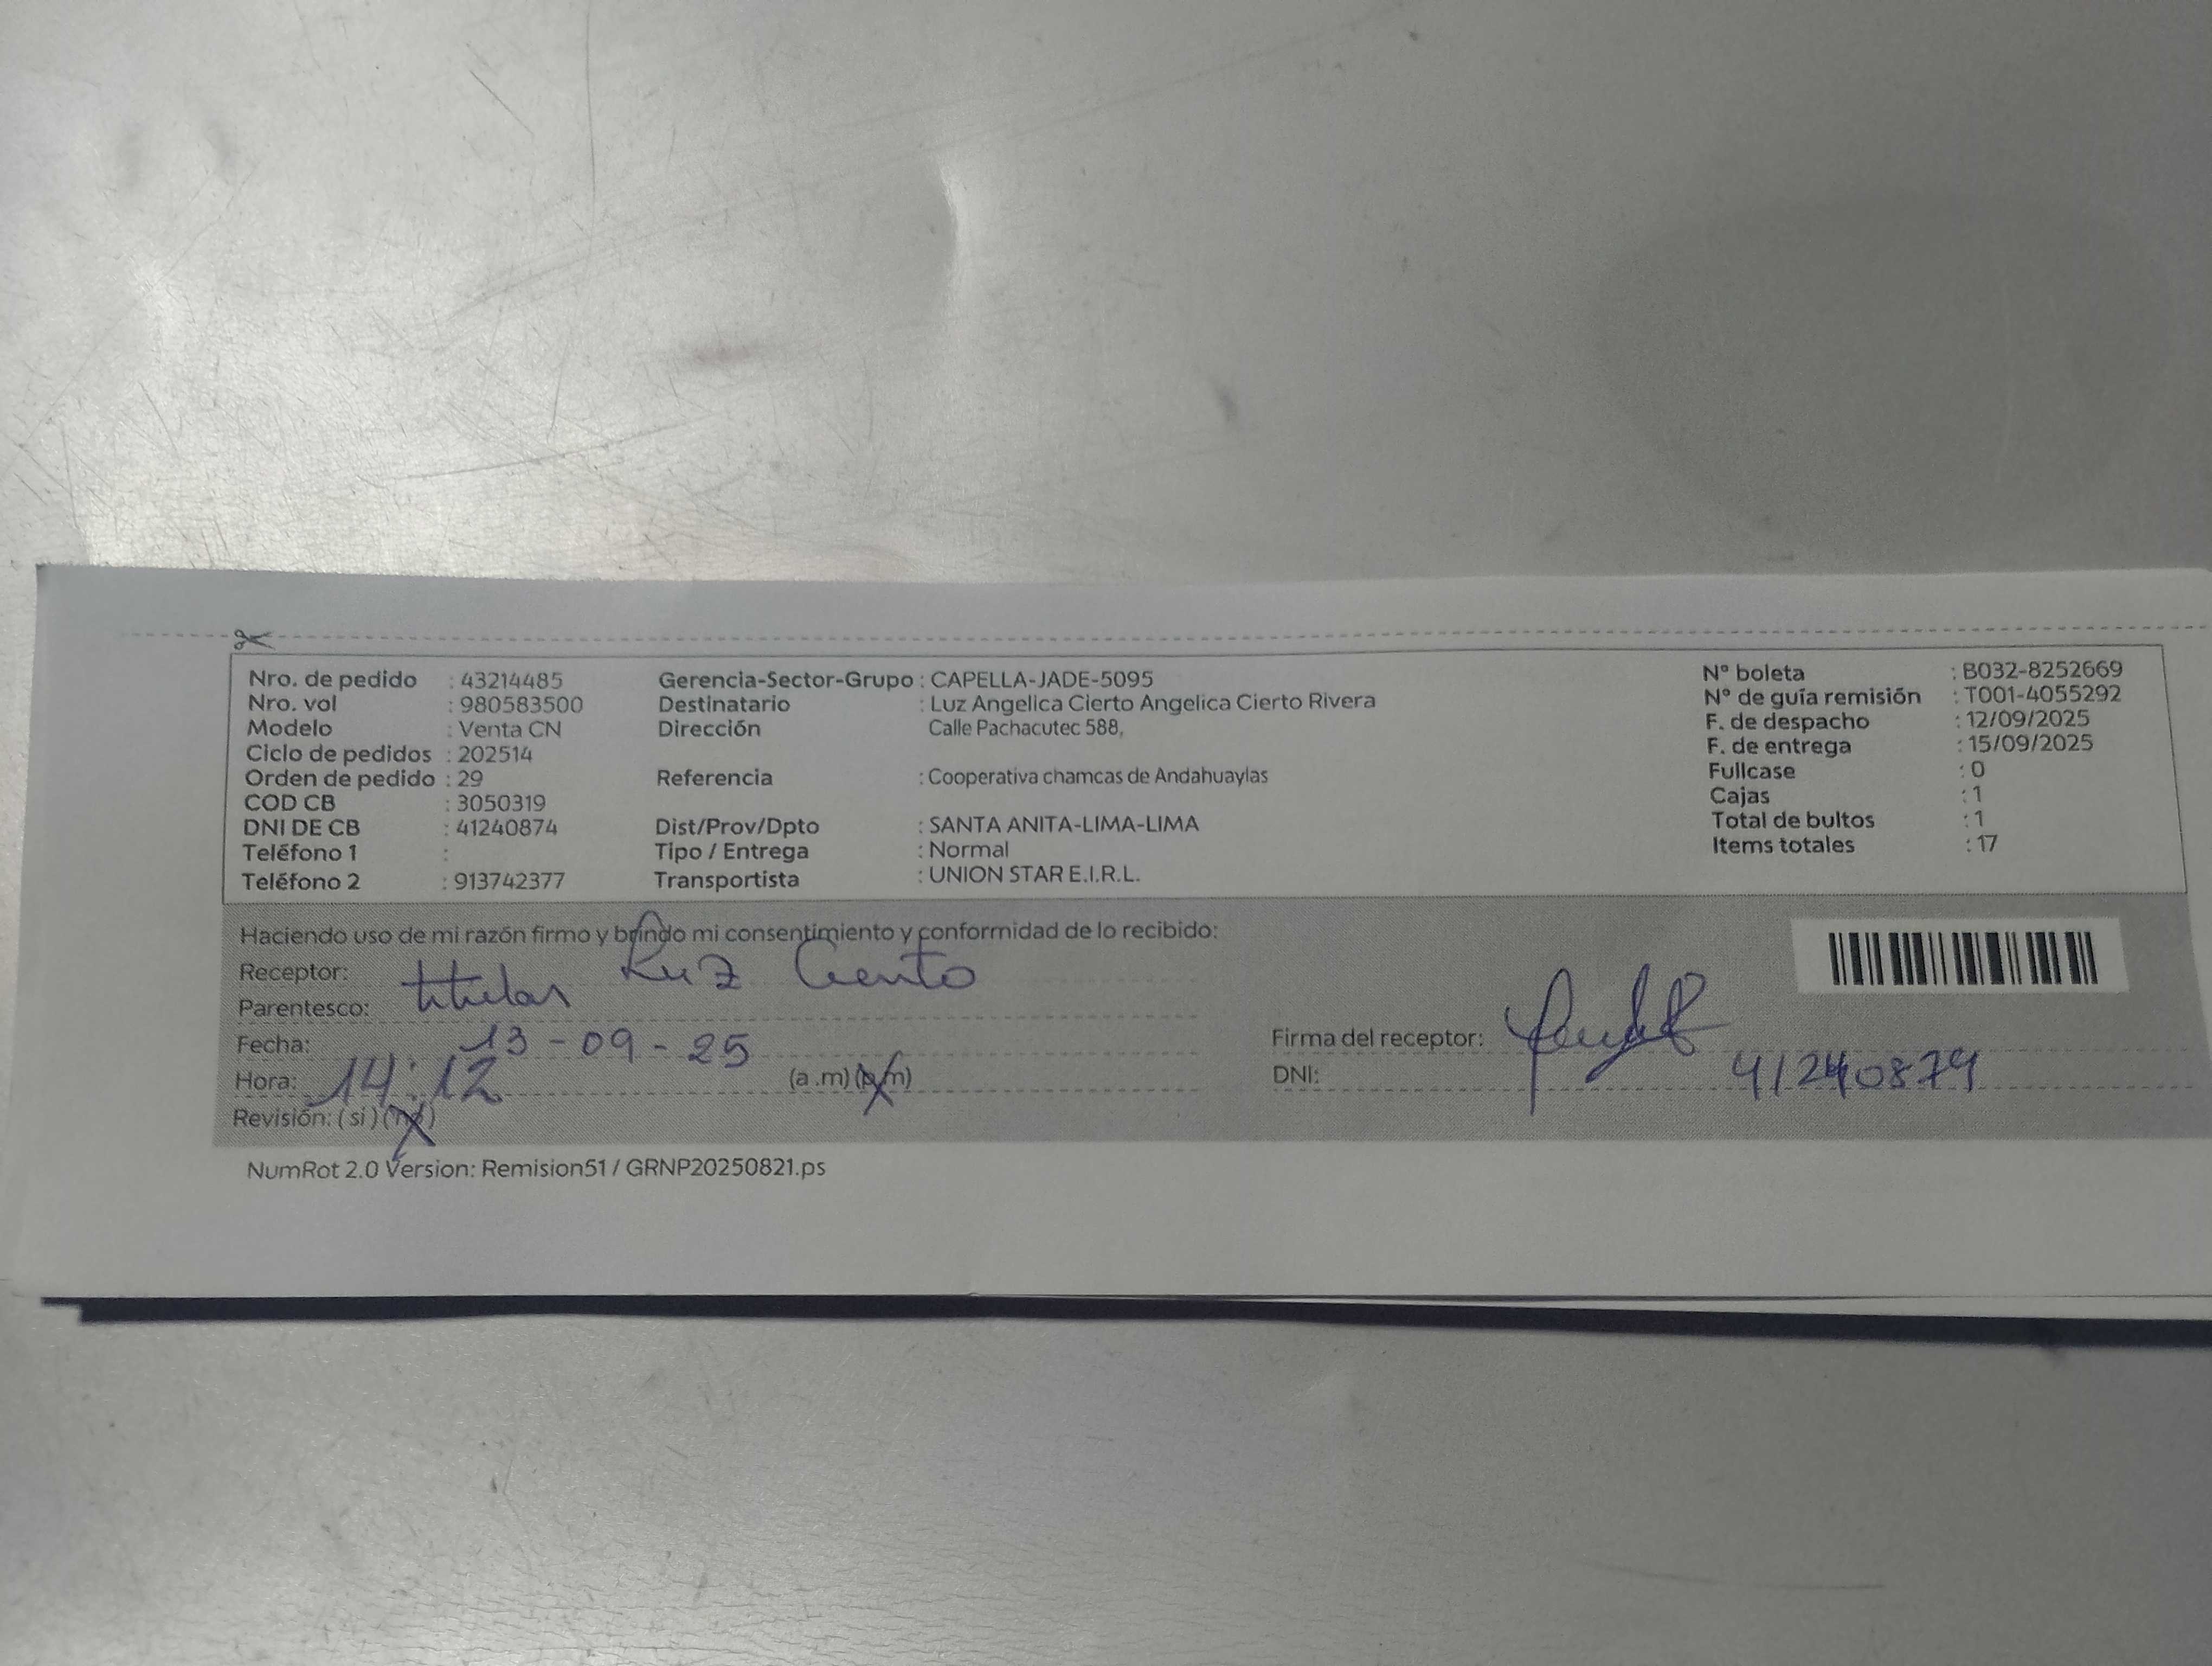 Nro. de pedido : 43214485 Gerencia-Sector-Grupo : CAPELLA-JADE-5095 N° boleta : B032-8252669
Nro. vol : 980583500 Destinatario : Luz Angelica Cierto Angelica Cierto Rivera N° de guía remisión : T001-4055292
Modelo : Venta CN Dirección Calle Pachacutec 588, F. de despacho : 12/09/2025
Ciclo de pedidos : 202514 F. de entrega : 15/09/2025
Orden de pedido : 29 Referencia : Cooperativa chamcas de Andahuaylas Fullcase : 0
COD CB : 3050319 Cajas : 1
DNI DE CB : 41240874 Dist/Prov/Dpto : SANTA ANITA-LIMA-LIMA Total de bultos : 1
Teléfono 1 : Tipo / Entrega : Normal Items totales : 17
Teléfono 2 : 913742377 Transportista : UNION STAR E.I.R.L.
Haciendo uso de mi razón firmo y brindo mi consentimiento y conformidad de lo recibido:
Receptor: Luz Cierto
Parentesco: titular
Fecha: 13-09-25 Firma del receptor:
Hora: 14:12 (a.m) (p.m) DNI: 41240874
Revisión: (si) (no)
NumRot 2.0 Version: Remision51 / GRNP20250821.ps